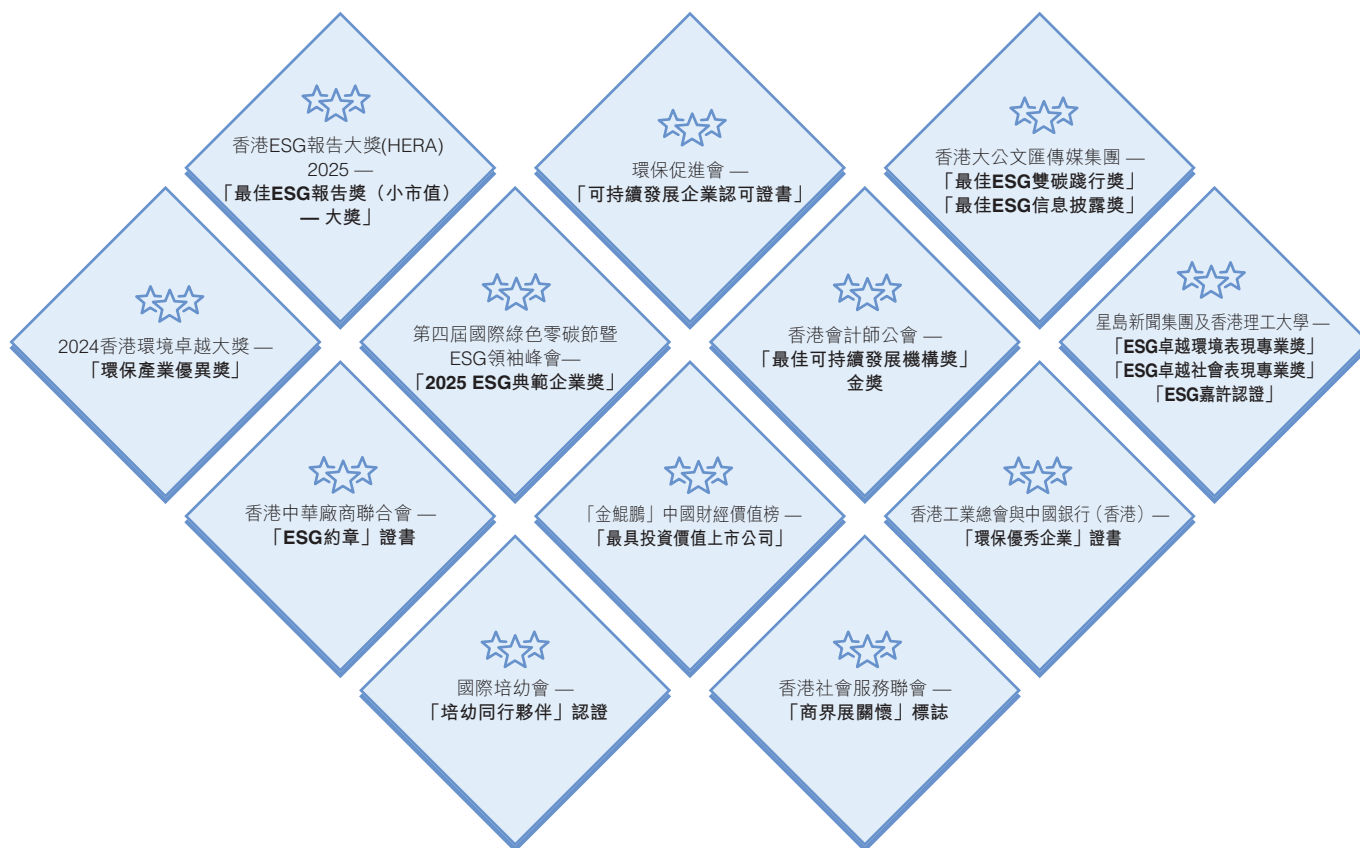 香港ESG報告大獎(HERA)
2025 —
「最佳ESG報告獎（小市值）
— 大獎」
環保促進會 —
「可持續發展企業認可證書」
香港大公文匯傳媒集團 —
「最佳ESG雙碳踐行獎」
「最佳ESG信息披露獎」
2024香港環境卓越大獎 —
「環保產業優異獎」
第四屆國際綠色零碳節暨
ESG領袖峰會—
「2025 ESG典範企業獎」
香港會計師公會 —
「最佳可持續發展機構獎」
金獎
星島新聞集團及香港理工大學 —
「ESG卓越環境表現專業獎」
「ESG卓越社會表現專業獎」
「ESG嘉許認證」
香港中華廠商聯合會 —
「ESG約章」證書
「金鯤鵬」中國財經價值榜 —
「最具投資價值上市公司」
香港工業總會與中國銀行（香港）—
「環保優秀企業」證書
國際培幼會 —
「培幼同行夥伴」認證
香港社會服務聯會 —
「商界展關懷」標誌